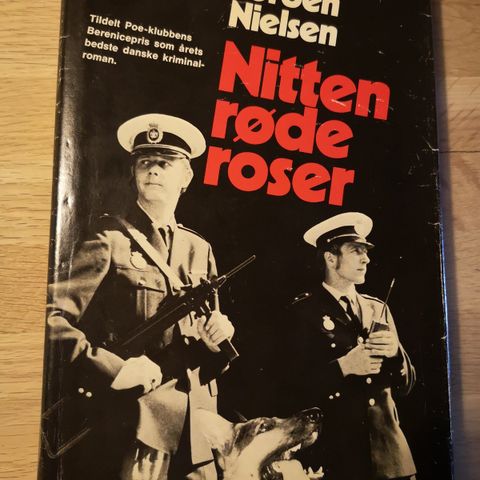 Nielsen
Tildelt Poe-klubbens
Berenicepris som årets
bedste danske kriminal-
roman.
Nitten
røde
roser